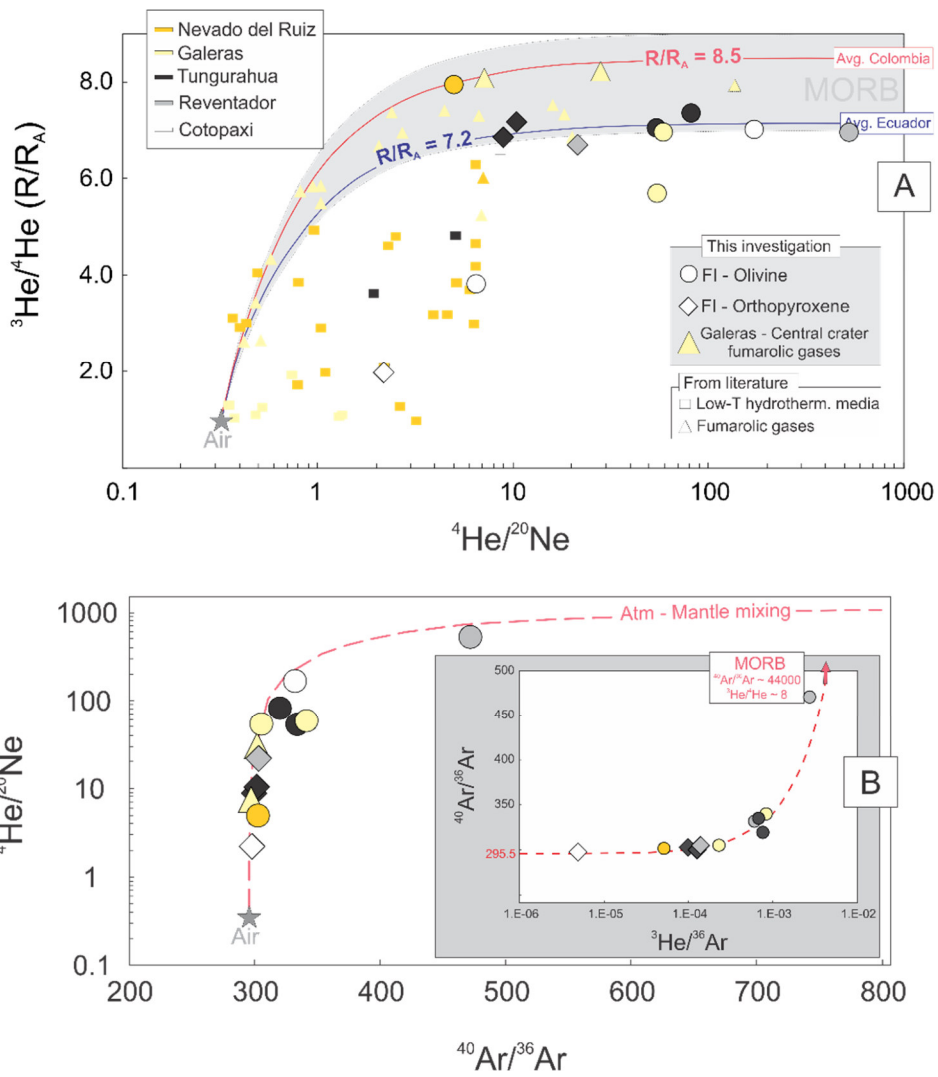 Nevado del Ruiz
Galeras
Tungurahua
Reventador
Cotopaxi
8.0
6.0
4.0
2.0
³He/⁴He (R/R_A)
R/R_A = 8.5
Avg. Colombia
MORB
R/R_A = 7.2
Avg. Ecuador
A
This investigation
FI - Olivine
FI - Orthopyroxene
Galeras - Central crater
fumarolic gases
From literature
Low-T hydrotherm. media
Fumarolic gases
Air
0.1 1 10 100 1000
⁴He/²⁰Ne
1000
100
10
1
0.1
⁴He/²⁰Ne
Atm - Mantle mixing
Air
B
MORB
⁴⁰Ar/³⁶Ar ~ 44000
³He/⁴He ~ 8
500
450
350
295.5
⁴⁰Ar/³⁶Ar
1.E-06 1.E-05 1.E-04 1.E-03 1.E-02
³He/³⁶Ar
200 300 400 500 600 700 800
⁴⁰Ar/³⁶Ar